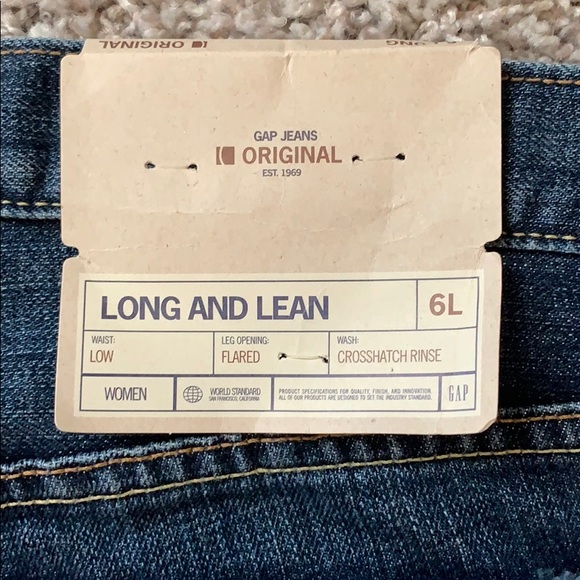 ORIGINAL
LONG
GAP JEANS
ORIGINAL
EST. 1969
LONG AND LEAN
6L
WAIST:
LOW
LEG OPENING:
FLARED
WASH:
CROSSHATCH RINSE
WOMEN
WORLD STANDARD
SAN FRANCISCO, CALIFORNIA
PRODUCT SPECIFICATIONS FOR QUALITY, FINISH, AND INNOVATION.
ALL OF OUR PRODUCTS ARE DESIGNED TO SET THE INDUSTRY STANDARD.
GAP